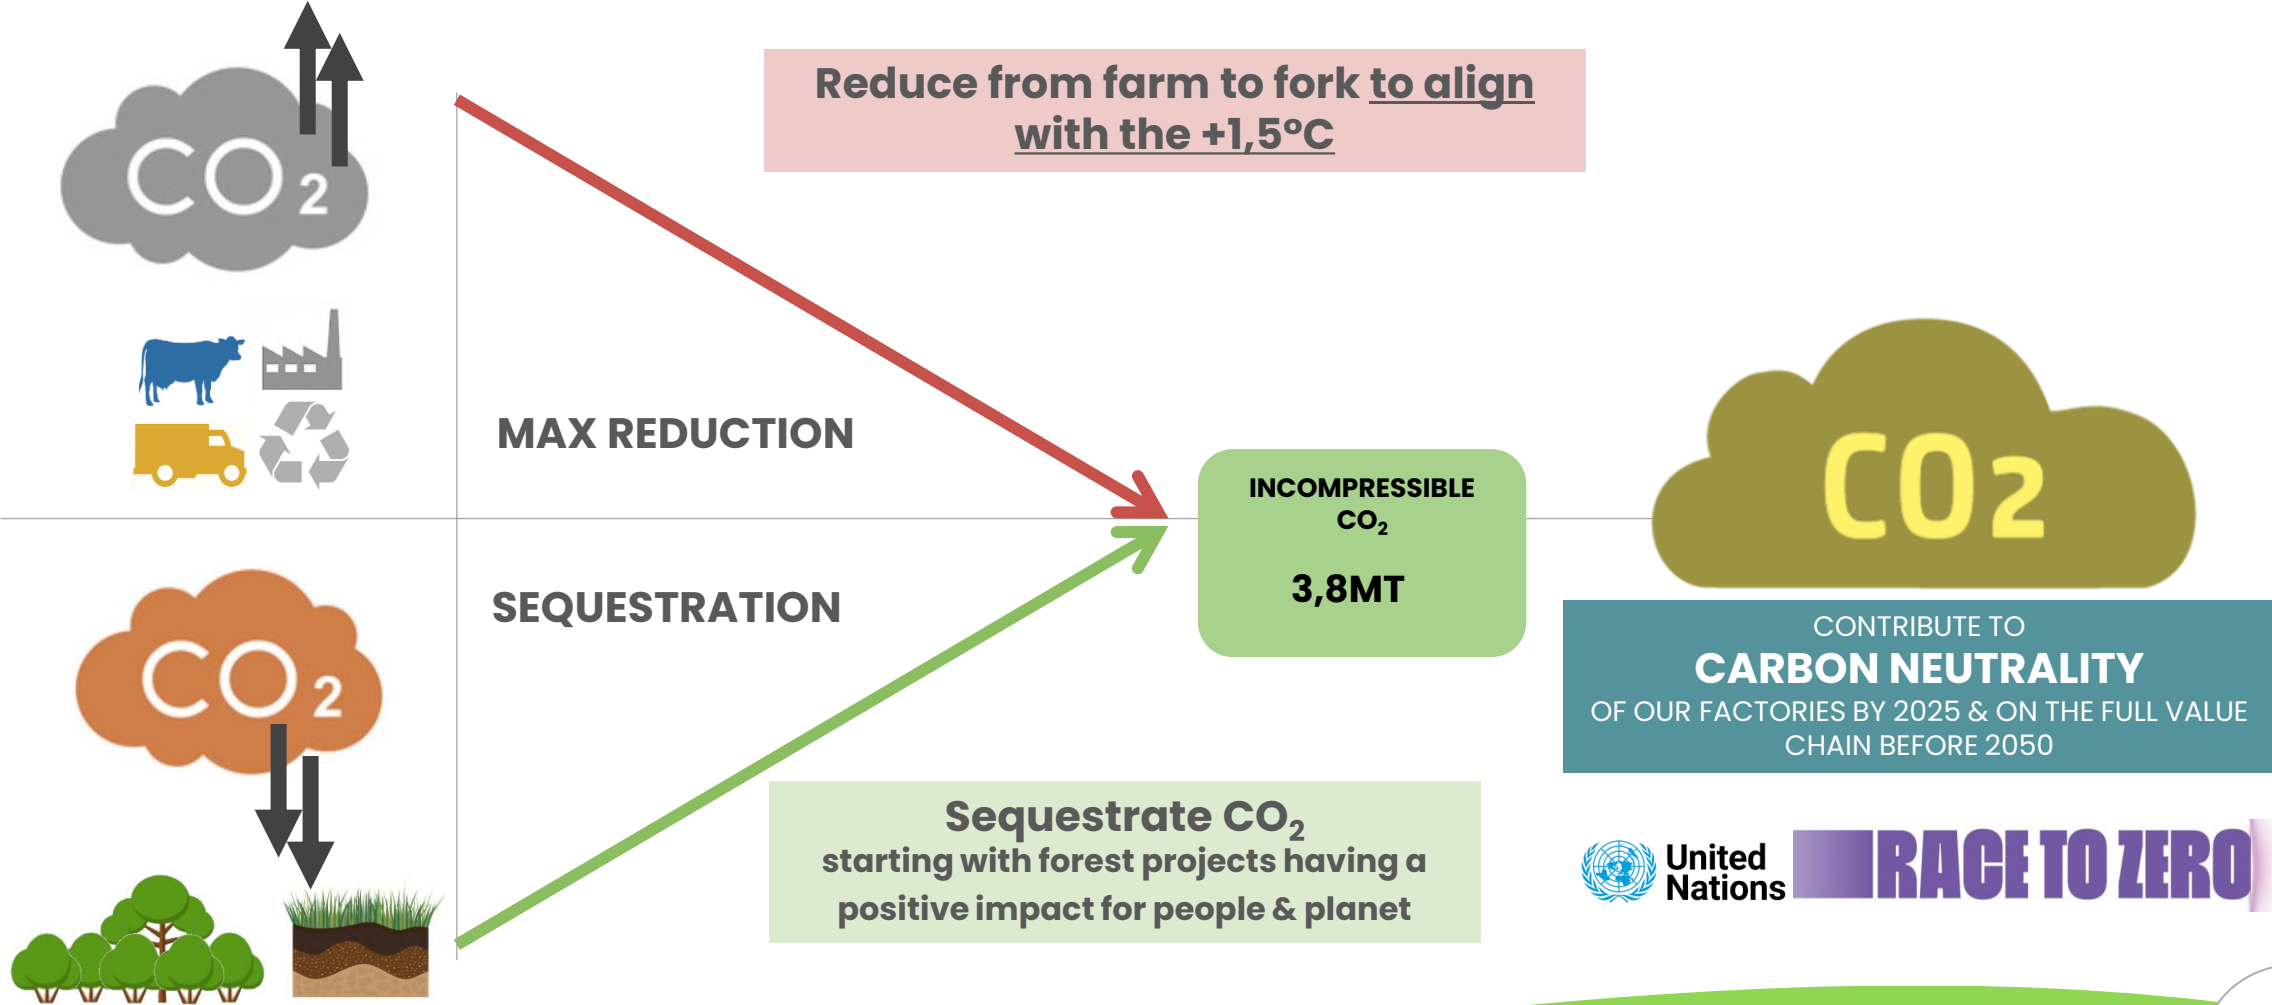 CO2
Reduce from farm to fork to align
with the +1,5°C
MAX REDUCTION
INCOMPRESSIBLE
CO₂
3,8MT
CO2
SEQUESTRATION
CO2
CONTRIBUTE TO
CARBON NEUTRALITY
OF OUR FACTORIES BY 2025 & ON THE FULL VALUE
CHAIN BEFORE 2050
Sequestrate CO₂
starting with forest projects having a
positive impact for people & planet
United
Nations
RACE TO ZERO